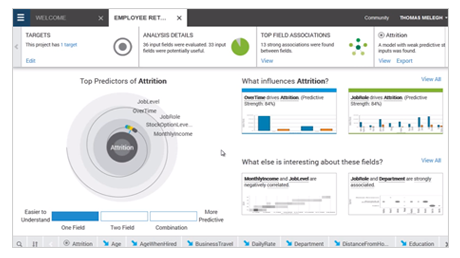 WELCOME
EMPLOYEE RET...
Community
THOMAS MELEGH
TARGETS
This project has 1 target
Edit
ANALYSIS DETAILS
36 input fields were evaluated: 33 input
fields were potentially useful.
TOP FIELD ASSOCIATIONS
13 strong associations were found
between fields.
View
Attrition
A model with weak predictive st
inputs was found.
View Export
Top Predictors of Attrition
JobLevel
OverTime
JobRole
StockOptionLeve...
MonthlyIncome
Attrition
Easier to
Understand
More
Predictive
One Field
Two Field
Combination
What influences Attrition?
View All
OverTime drives Attrition. (Predictive
Strength: 84%)
JobRole drives Attrition. (Predictive
Strength: 84%)
What else is interesting about these fields?
View All
MonthlyIncome and JobLevel are
negatively correlated.
JobRole and Department are strongly
associated.
Attrition
Age
AgeWhenHired
BusinessTravel
DailyRate
Department
DistanceFromHo...
Education